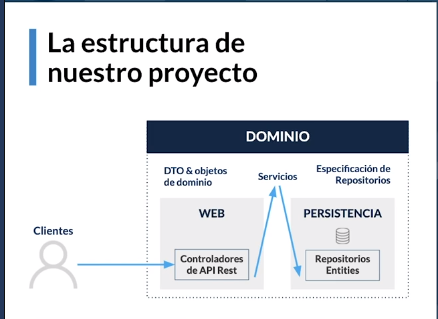 La estructura de
nuestro proyecto
DOMINIO
DTO & objetos
de dominio
Servicios
Especificación de
Repositorios
Clientes
WEB
PERSISTENCIA
Controladores
de API Rest
Repositorios
Entities